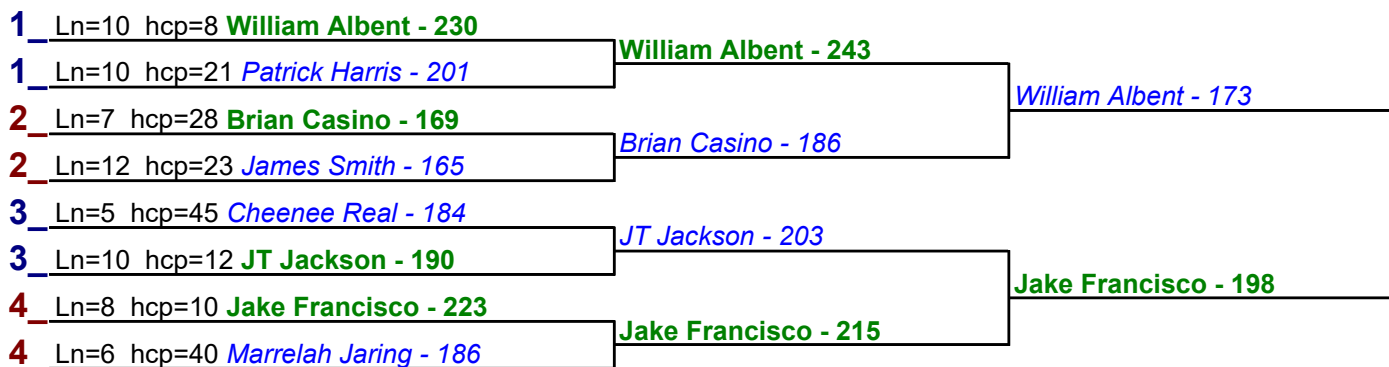 1_ Ln=10 hcp=8 William Albent - 230
William Albent - 243
1_ Ln=10 hcp=21 Patrick Harris - 201
William Albent - 173
2_ Ln=7 hcp=28 Brian Casino - 169
Brian Casino - 186
2_ Ln=12 hcp=23 James Smith - 165
3_ Ln=5 hcp=45 Cheenee Real - 184
JT Jackson - 203
3_ Ln=10 hcp=12 JT Jackson - 190
Jake Francisco - 198
4_ Ln=8 hcp=10 Jake Francisco - 223
Jake Francisco - 215
4 Ln=6 hcp=40 Marrelah Jaring - 186